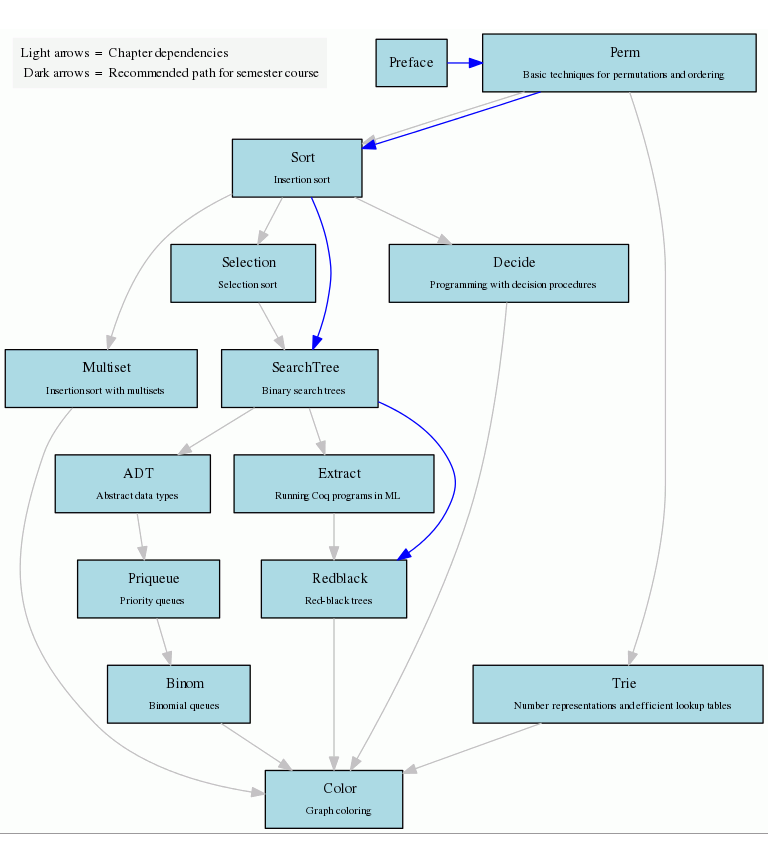 Light arrows = Chapter dependencies
Dark arrows = Recommended path for semester course
Preface
Perm
Basic techniques for permutations and ordering
Sort
Insertion sort
Selection
Selection sort
Decide
Programming with decision procedures
Multiset
Insertion sort with multisets
SearchTree
Binary search trees
ADT
Abstract data types
Extract
Running Coq programs in ML
Priqueue
Priority queues
Redblack
Red-black trees
Binom
Binomial queues
Trie
Number representations and efficient lookup tables
Color
Graph coloring